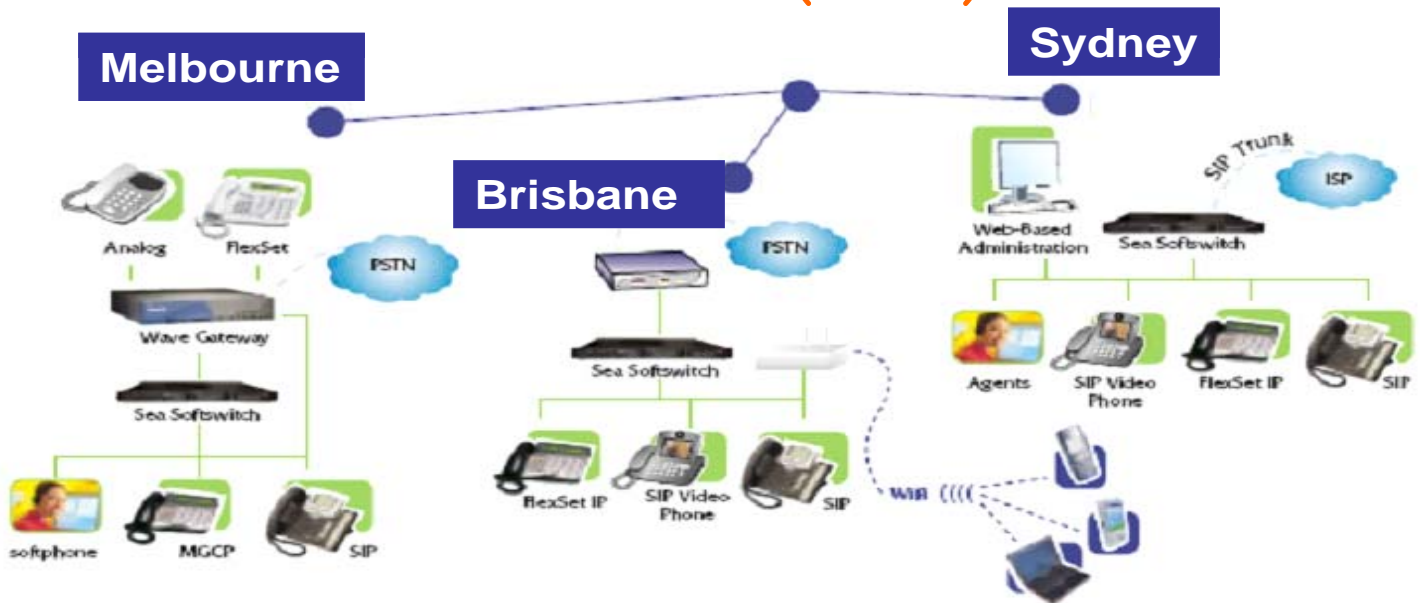 Melbourne
Sydney
Brisbane
SIP Trunk
ISP
Analog
FlexSet
PSTN
PSTN
Web-Based
Administration
Sea Softswitch
Wave Gateway
Sea Softswitch
Sea Softswitch
Agents
SIP Video
Phone
FlexSet IP
SIP
FlexSet IP
SIP Video
Phone
SIP
Wifi ((((
softphone
MGCP
SIP